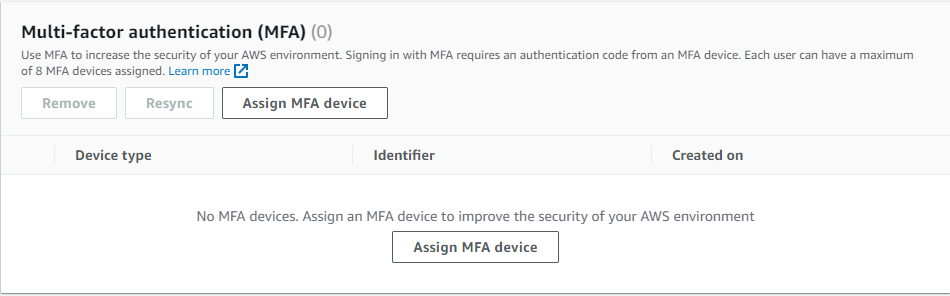 Multi-factor authentication (MFA) (0)
Use MFA to increase the security of your AWS environment. Signing in with MFA requires an authentication code from an MFA device. Each user can have a maximum
of 8 MFA devices assigned. Learn more
Remove Resync Assign MFA device
Device type Identifier Created on
No MFA devices. Assign an MFA device to improve the security of your AWS environment
Assign MFA device